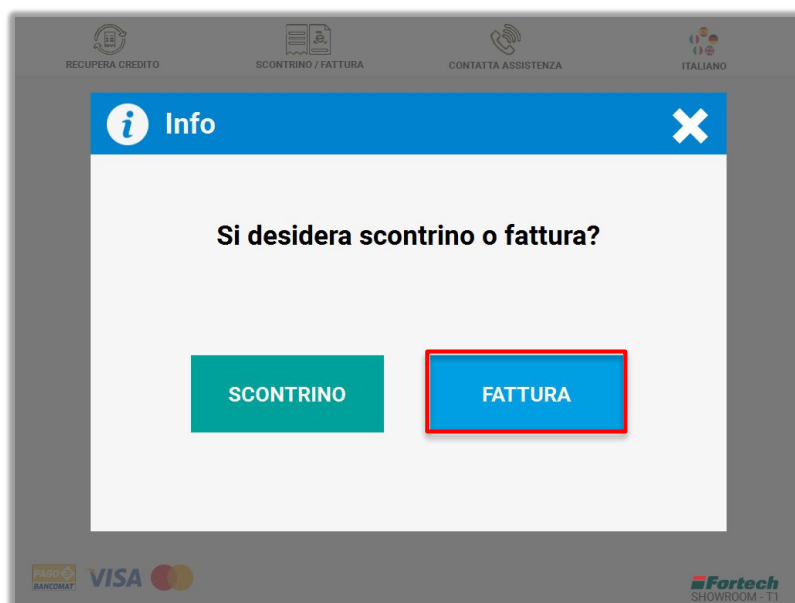 RECUPERA CREDITO
SCONTRINO / FATTURA
CONTATTA ASSISTENZA
ITALIANO
i Info
Si desidera scontrino o fattura?
SCONTRINO
FATTURA
PAGO
BANCOMAT
VISA
Fortech
SHOWROOM - T1